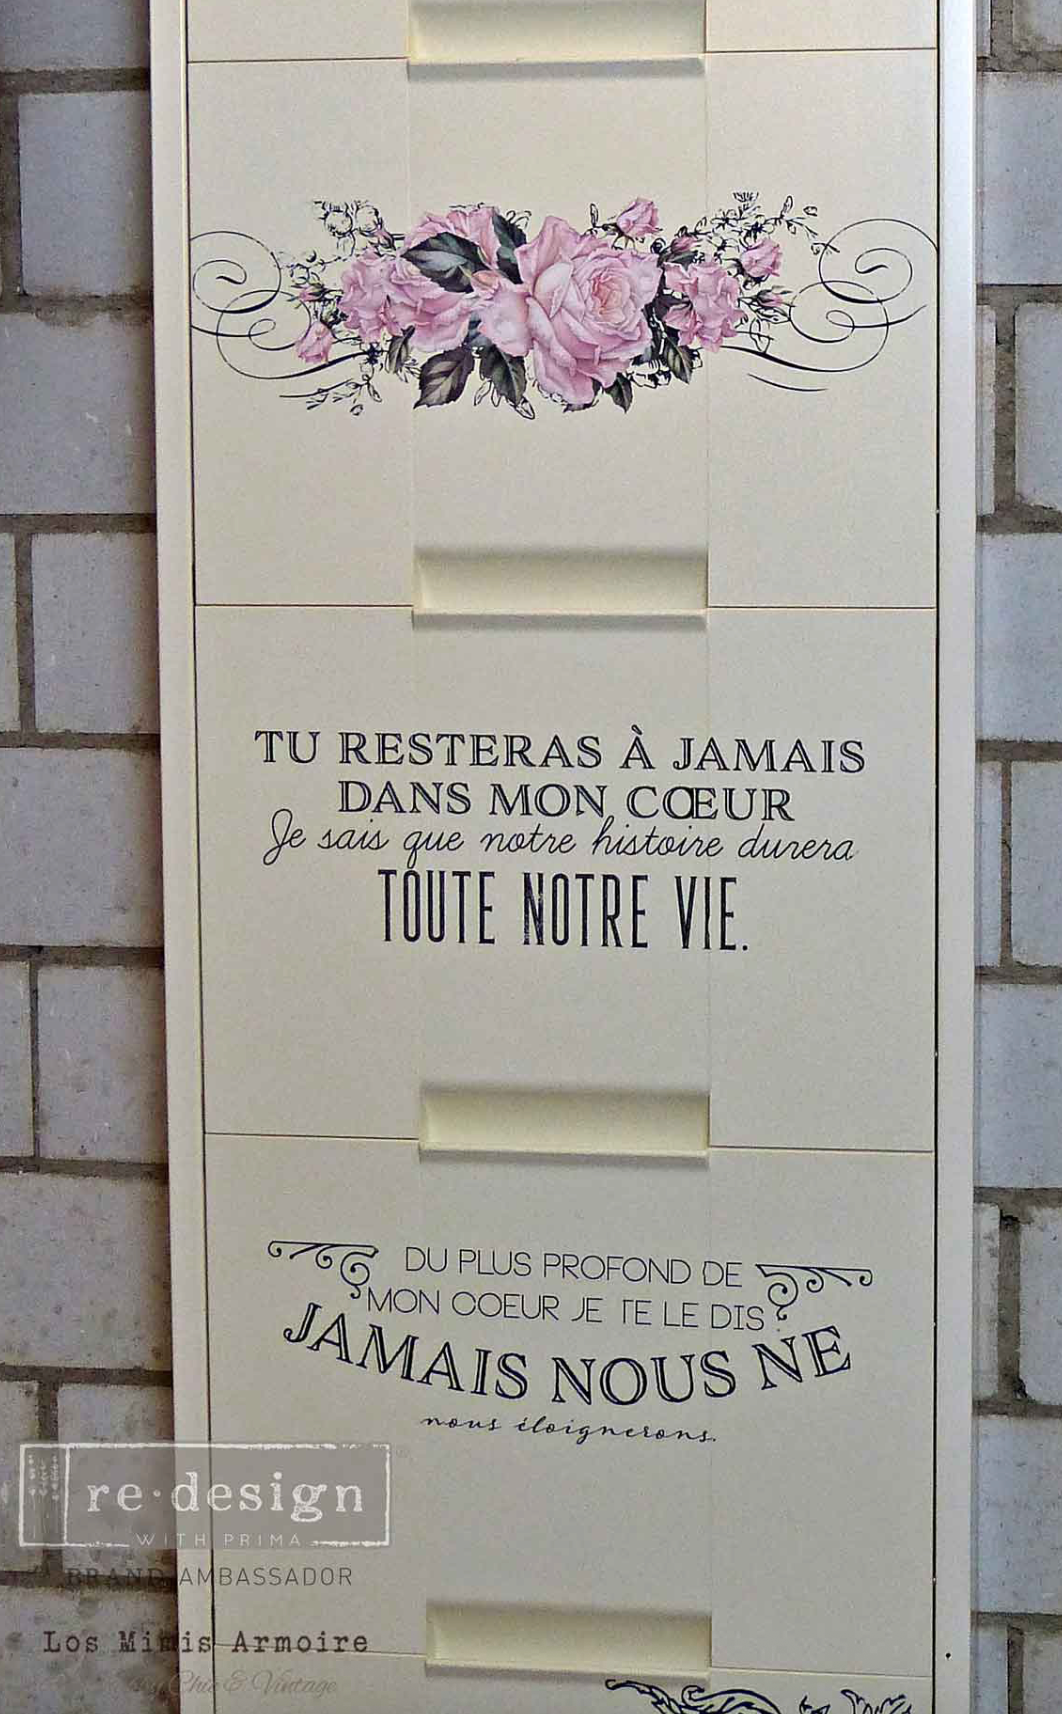 TU RESTERAS À JAMAIS
DANS MON CŒUR
Je sais que notre histoire durera
TOUTE NOTRE VIE.
DU PLUS PROFOND DE
MON COEUR JE TE LE DIS
JAMAIS NOUS NE
nous éloignerons.
re·design
WITH PRIMA
BRAND AMBASSADOR
Los Mimis Armoire
Chic & Vintage